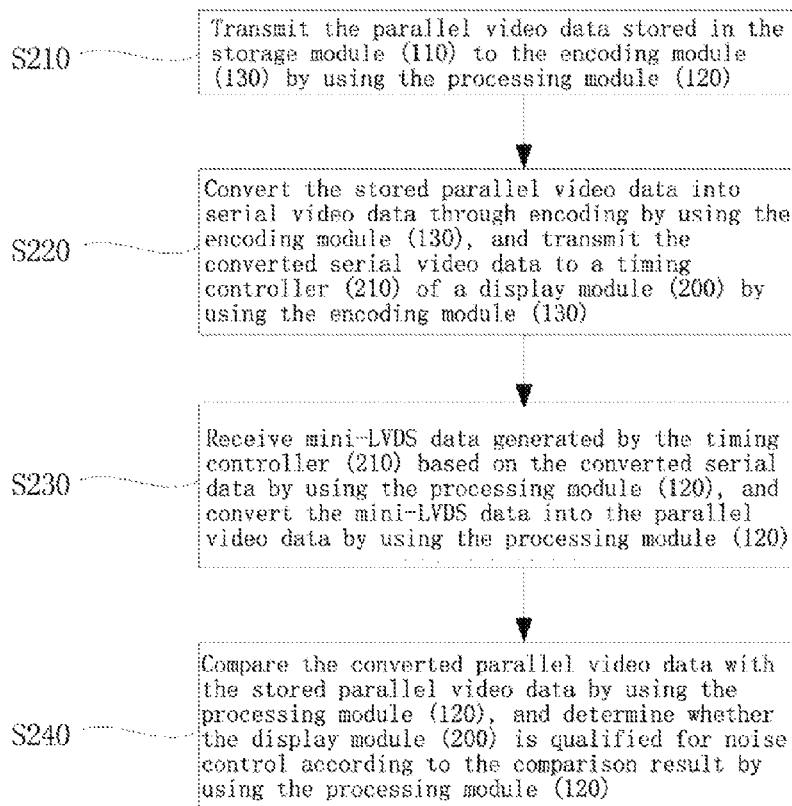 S210
Transmit the parallel video data stored in the
storage module (110) to the encoding module
(130) by using the processing module (120)
S220
Convert the stored parallel video data into
serial video data through encoding by using the
encoding module (130), and transmit the
converted serial video data to a timing
controller (210) of a display module (200) by
using the encoding module (130)
S230
Receive mini-LVDS data generated by the timing
controller (210) based on the converted serial
data by using the processing module (120), and
convert the mini-LVDS data into the parallel
video data by using the processing module (120)
S240
Compare the converted parallel video data with
the stored parallel video data by using the
processing module (120), and determine whether
the display module (200) is qualified for noise
control according to the comparison result by
using the processing module (120)